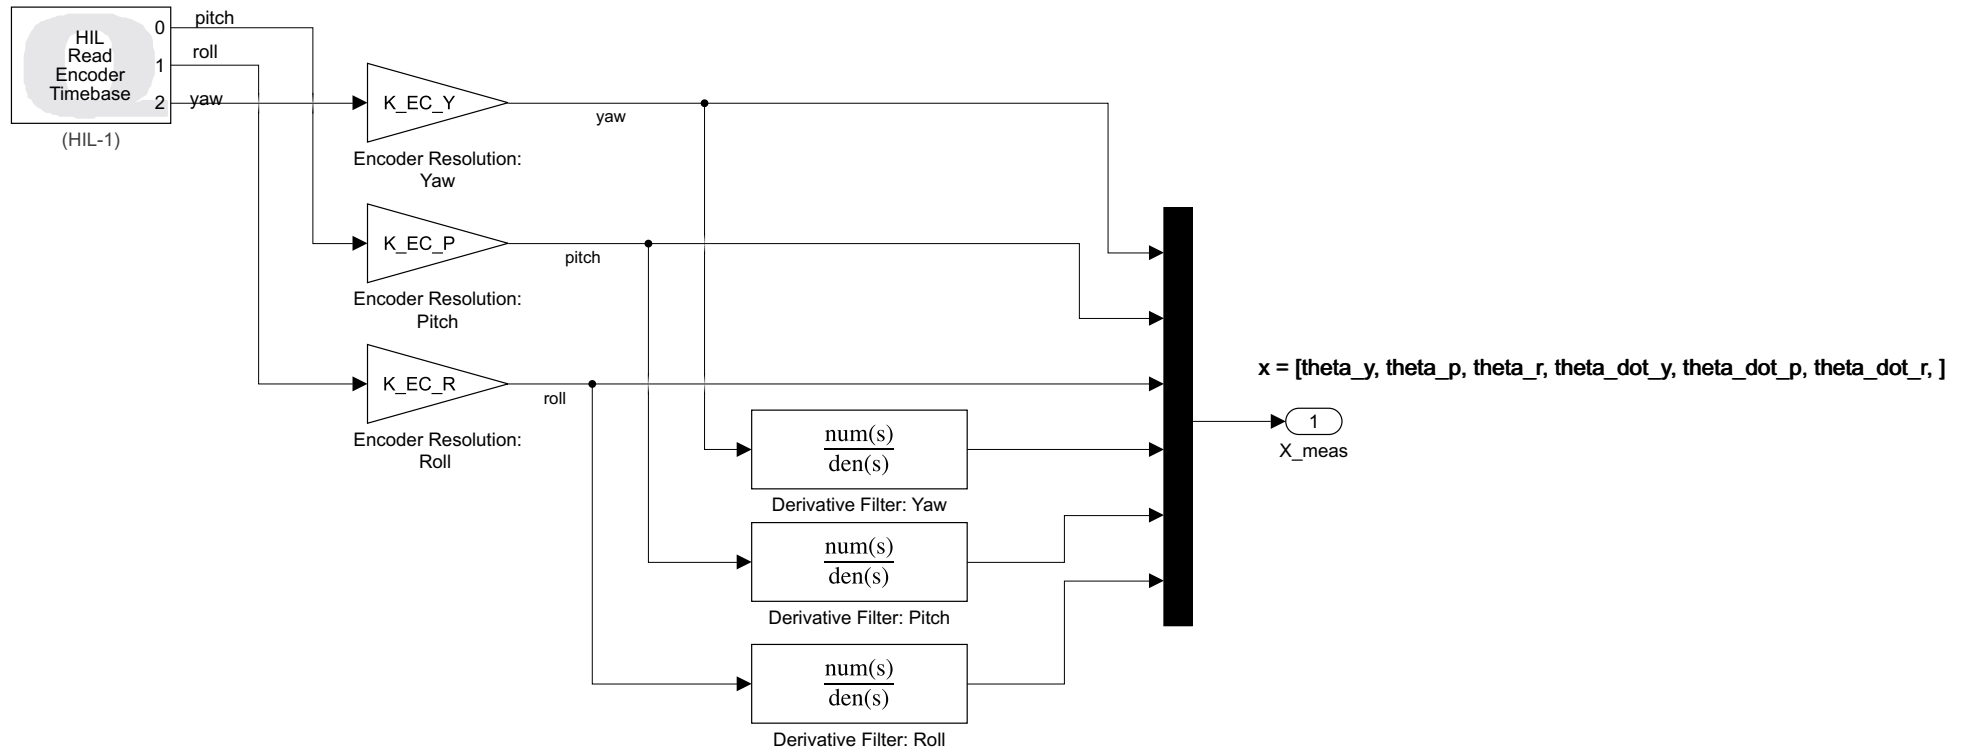 HIL
Read
Encoder
Timebase
(HIL-1)
0
1
2
pitch
roll
yaw
K_EC_Y
Encoder Resolution:
Yaw
yaw
K_EC_P
Encoder Resolution:
Pitch
pitch
K_EC_R
Encoder Resolution:
Roll
roll
num(s)
den(s)
Derivative Filter: Yaw
num(s)
den(s)
Derivative Filter: Pitch
num(s)
den(s)
Derivative Filter: Roll
x = [theta_y, theta_p, theta_r, theta_dot_y, theta_dot_p, theta_dot_r, ]
1
X_meas